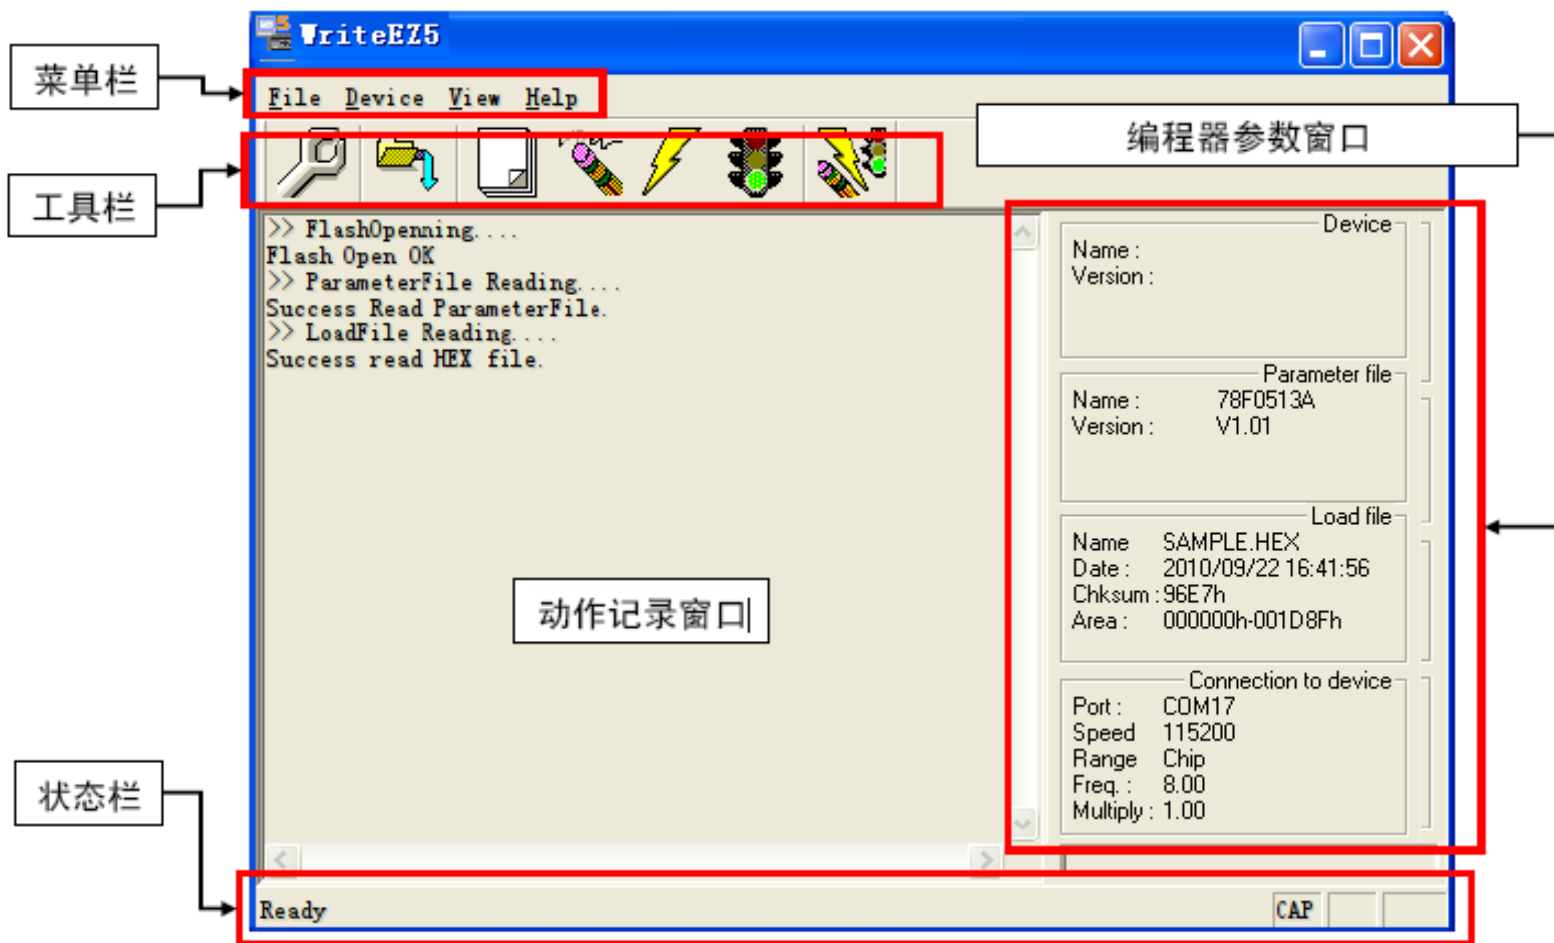 WriteEZ5
菜单栏
File Device View Help
编程器参数窗口
工具栏
>> FlashOpenning....
Flash Open OK
>> ParameterFile Reading....
Success Read ParameterFile.
>> LoadFile Reading....
Success read HEX file.
动作记录窗口
Device
Name :
Version :
Parameter file
Name : 78F0513A
Version : V1.01
Load file
Name SAMPLE.HEX
Date : 2010/09/22 16:41:56
Chksum : 96E7h
Area : 000000h-001D8Fh
Connection to device
Port : COM17
Speed 115200
Range Chip
Freq. : 8.00
Multiply : 1.00
状态栏
Ready CAP